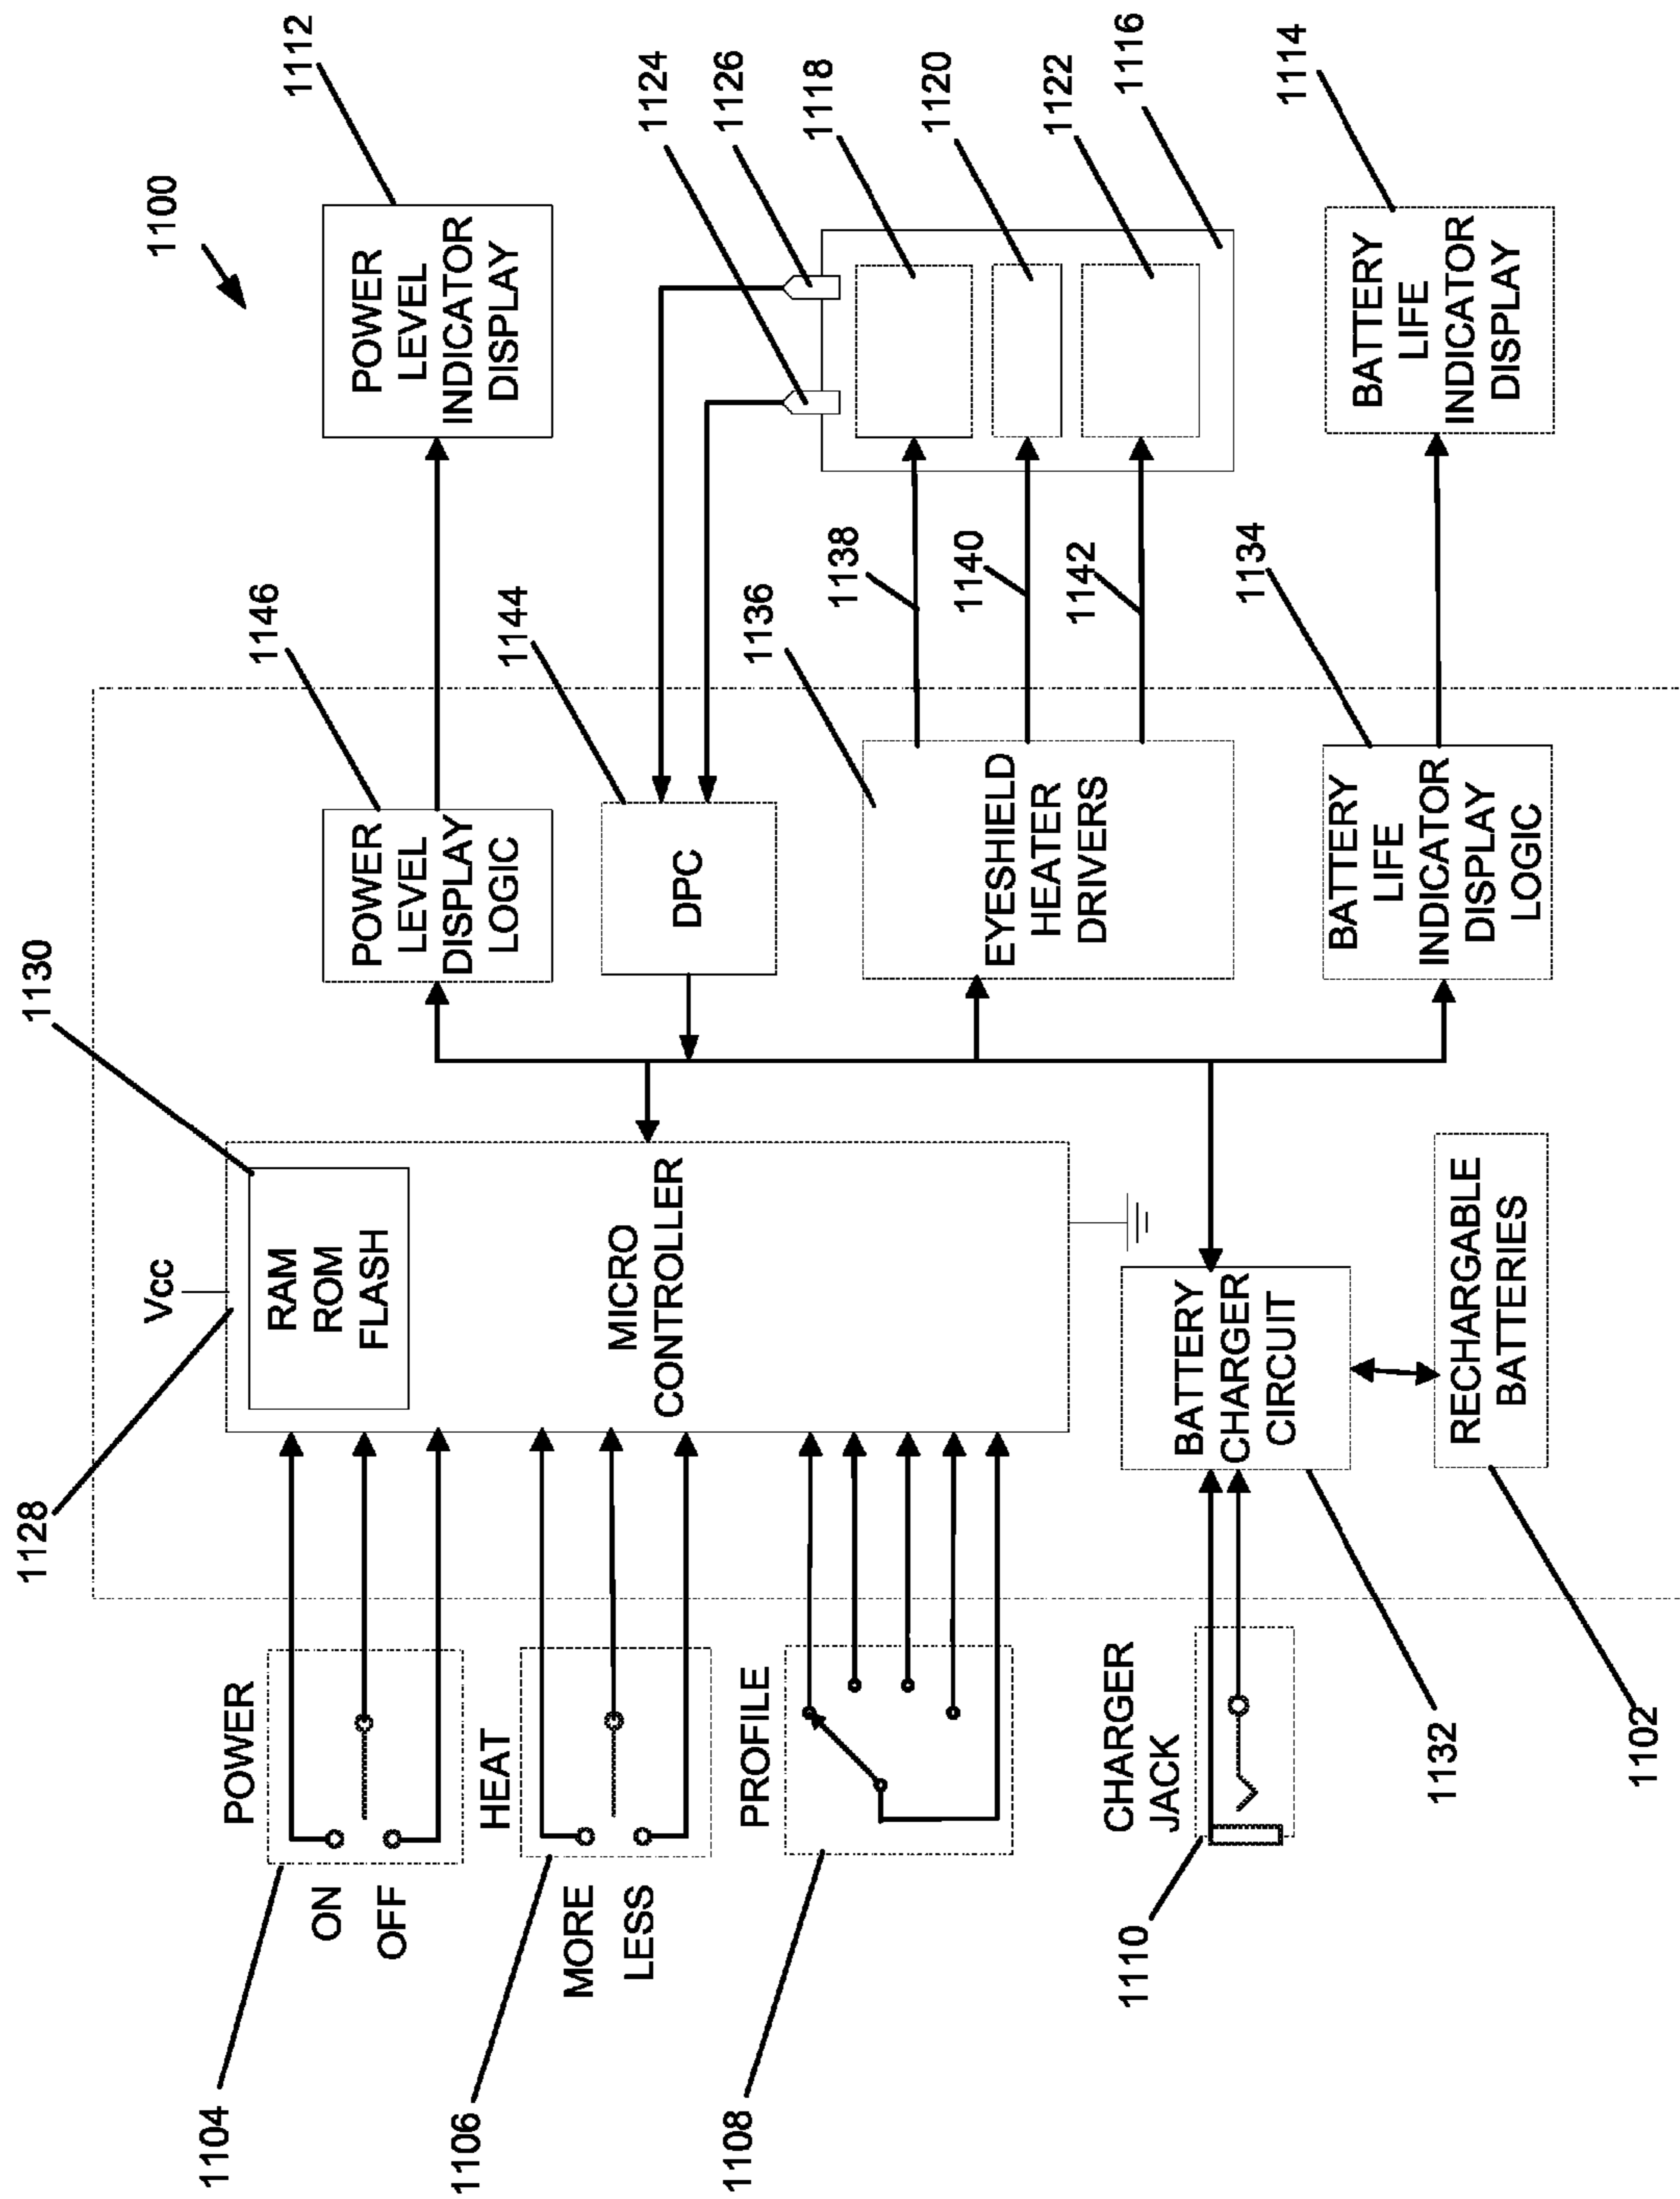 1100
1104
POWER
ON
OFF
1106
HEAT
MORE
LESS
1108
PROFILE
1110
CHARGER
JACK
1128
Vcc
1130
RAM
ROM
FLASH
MICRO
CONTROLLER
BATTERY
CHARGER
CIRCUIT
1132
RECHARGABLE
BATTERIES
1102
POWER
LEVEL
DISPLAY
LOGIC
1146
DPC
1144
EYESHIELD
HEATER
DRIVERS
1136
BATTERY
LIFE
INDICATOR
DISPLAY
LOGIC
1134
1138
1140
1142
POWER
LEVEL
INDICATOR
DISPLAY
1112
1124
1126
1118
1120
1122
1116
BATTERY
LIFE
INDICATOR
DISPLAY
1114